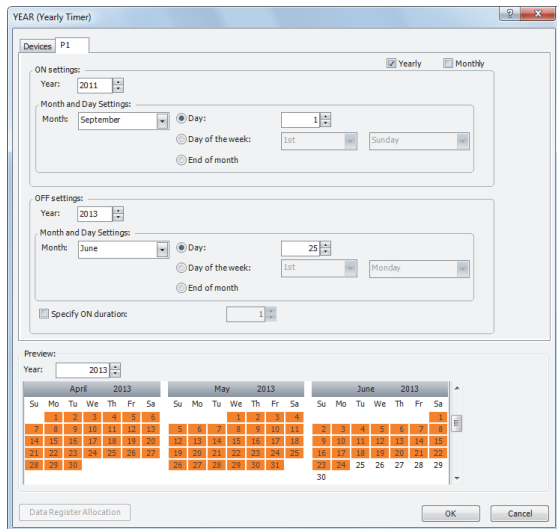 YEAR (Yearly Timer)
Devices P1
Yearly Monthly
ON settings:
Year: 2011
Month and Day Settings:
Month: September Day: 1
Day of the week: 1st Sunday
End of month
OFF settings:
Year: 2013
Month and Day Settings:
Month: June Day: 25
Day of the week: 1st Monday
End of month
Specify ON duration: 1
Preview:
Year: 2013
April 2013 May 2013 June 2013
Su Mo Tu We Th Fr Sa Su Mo Tu We Th Fr Sa Su Mo Tu We Th Fr Sa
1 2 3 4 5 6 1 2 3 4 1
7 8 9 10 11 12 13 5 6 7 8 9 10 11 2 3 4 5 6 7 8
14 15 16 17 18 19 20 12 13 14 15 16 17 18 9 10 11 12 13 14 15
21 22 23 24 25 26 27 19 20 21 22 23 24 25 16 17 18 19 20 21 22
28 29 30 26 27 28 29 30 31 23 24 25 26 27 28 29
30
Data Register Allocation OK Cancel